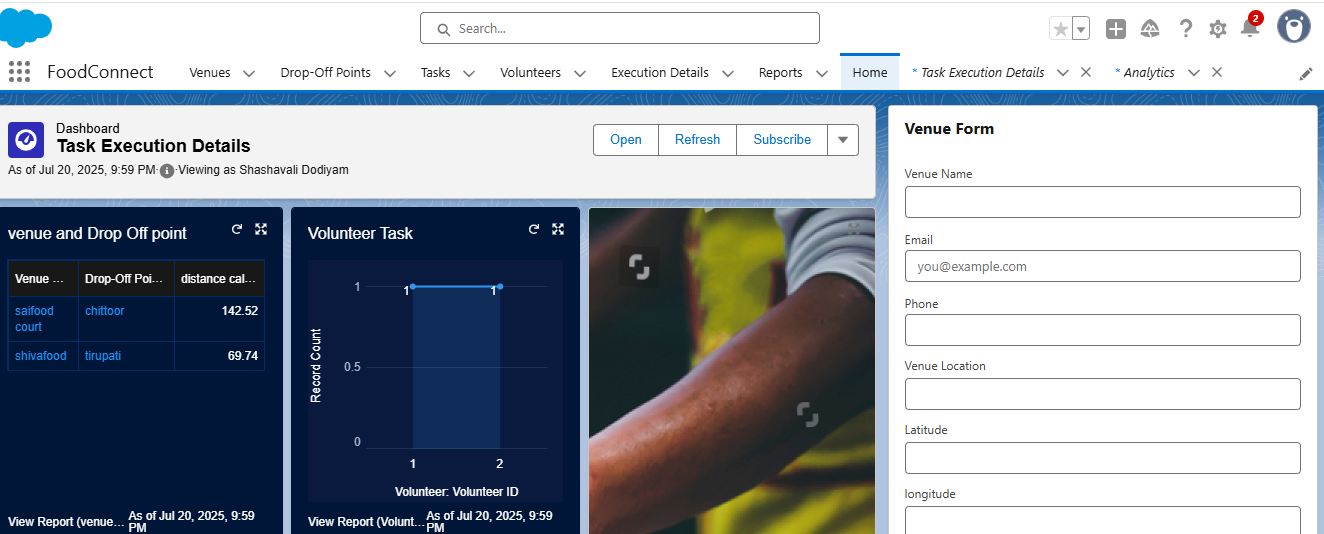 Search...
2
FoodConnect
Venues
Drop-Off Points
Tasks
Volunteers
Execution Details
Reports
Home
* Task Execution Details
* Analytics
Dashboard
Task Execution Details
As of Jul 20, 2025, 9:59 PM·Viewing as Shashavali Dodiyam
Open
Refresh
Subscribe
venue and Drop Off point
Venue ... Drop-Off Poi... distance cal...
saifood court chittoor 142.52
shivafood tirupati 69.74
View Report (venue...
As of Jul 20, 2025, 9:59
PM
Volunteer Task
1
0.5
0
Record Count
1
1
1
2
Volunteer: Volunteer ID
View Report (Volunt...
As of Jul 20, 2025, 9:59
PM
Venue Form
Venue Name
Email
you@example.com
Phone
Venue Location
Latitude
longitude